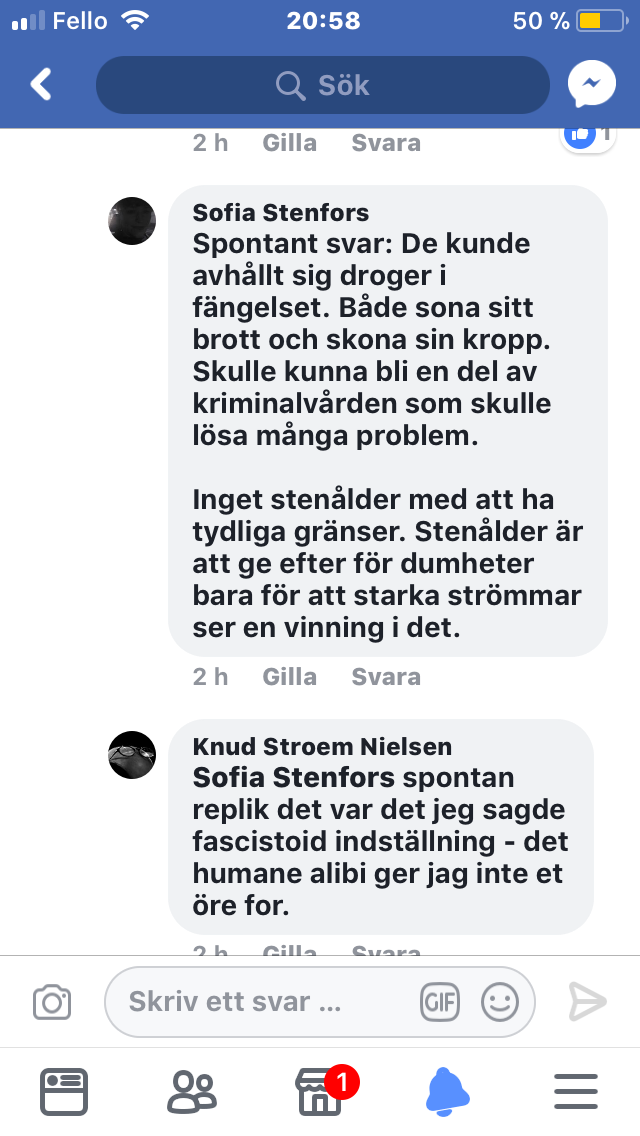 Fello 20:58 50 %
Sök
2 h Gilla Svara 1
Sofia Stenfors
Spontant svar: De kunde
avhållt sig droger i
fängelset. Både sona sitt
brott och skona sin kropp.
Skulle kunna bli en del av
kriminalvården som skulle
lösa många problem.
Inget stenålder med att ha
tydliga gränser. Stenålder är
att ge efter för dumheter
bara för att starka strömmar
ser en vinning i det.
2 h Gilla Svara
Knud Stroem Nielsen
Sofia Stenfors spontan
replik det var det jeg sagde
fascistoid indställning - det
humane alibi ger jag inte et
öre for.
2 h Gilla Svara
Skriv ett svar ... GIF
1